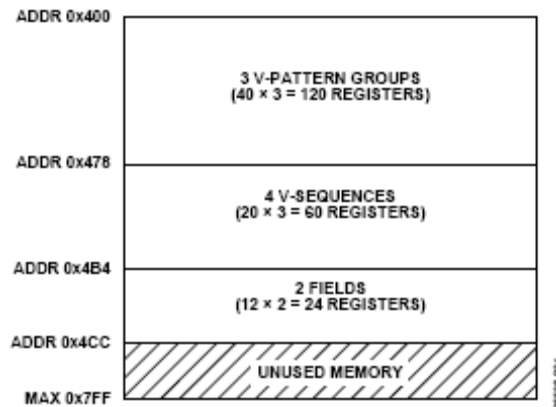 ADDR 0x400
3 V-PATTERN GROUPS
(40 × 3 = 120 REGISTERS)
ADDR 0x478
4 V-SEQUENCES
(20 × 3 = 60 REGISTERS)
ADDR 0x4B4
2 FIELDS
(12 × 2 = 24 REGISTERS)
ADDR 0x4CC
UNUSED MEMORY
MAX 0x7FF